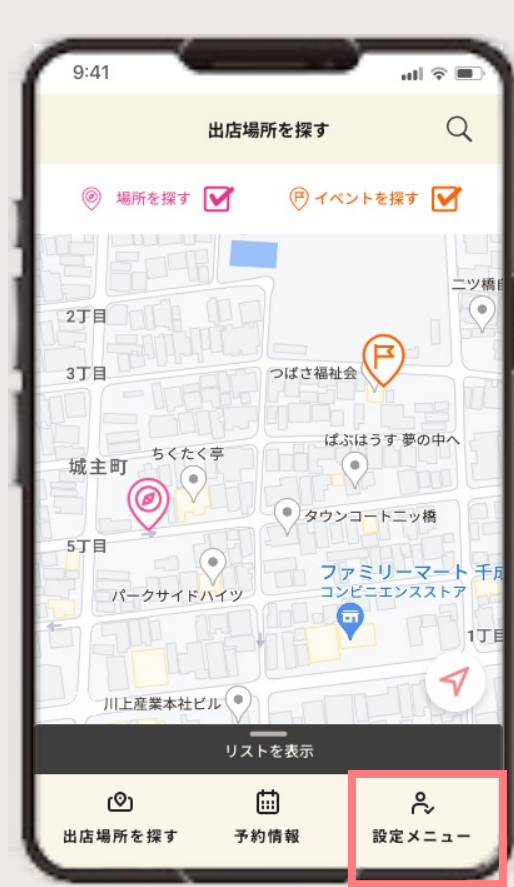 9:41
出店場所を探す
場所を探す
イベントを探す
二ツ橋
2丁目
3丁目
つばさ福祉会
ぱぶはうす 夢の中へ
ちくたく亭
城主町
タウンコート二ッ橋
5丁目
ファミリーマート 千成
コンビニエンスストア
パークサイドハイツ
1丁目
川上産業本社ビル
リストを表示
出店場所を探す
予約情報
設定メニュー